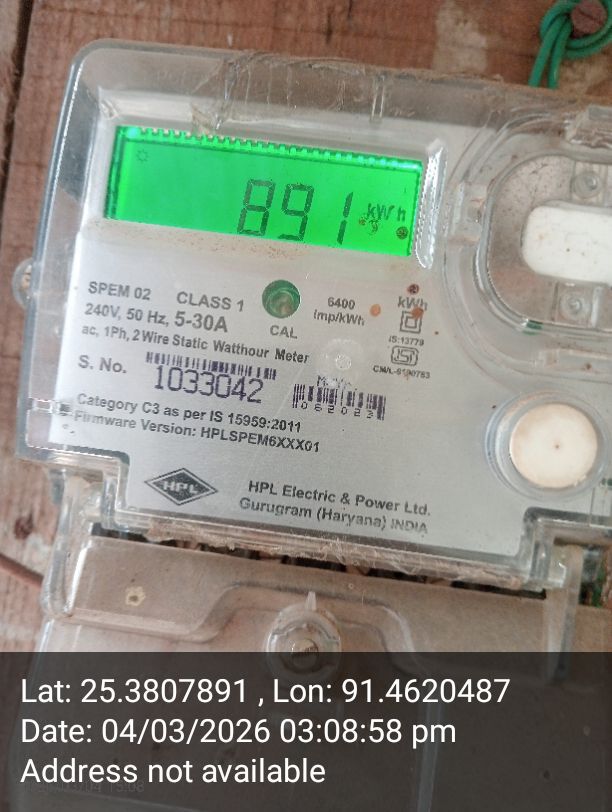 891 kWh
SPEM 02 CLASS 1 6400 kWh
240V, 50 Hz, 5-30A CAL imp/kWh
ac, 1Ph, 2 Wire Static Watthour Meter
IS:13779
S. No. 1033042
062023
Category C3 as per IS 15959:2011
Firmware Version: HPLSPEM6XXX01
HPL
HPL Electric & Power Ltd.
Gurugram (Haryana) INDIA
Lat: 25.3807891 , Lon: 91.4620487
Date: 04/03/2026 03:08:58 pm
Address not available